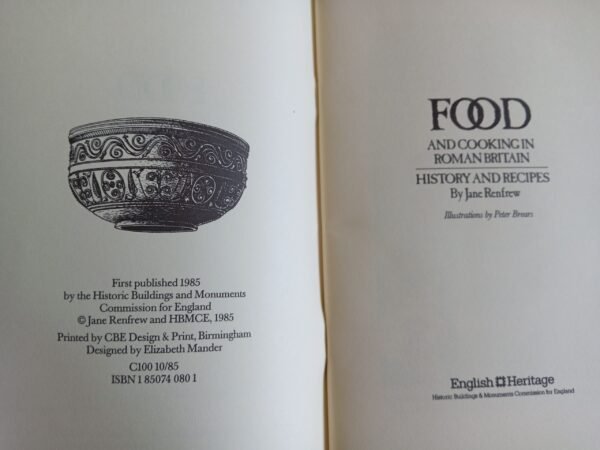 First published 1985
by the Historic Buildings and Monuments
Commission for England
© Jane Renfrew and HBMCE, 1985
Printed by CBE Design & Print, Birmingham
Designed by Elizabeth Mander
C100 10/85
ISBN 1 85074 080 1
FOOD
AND COOKING IN
ROMAN BRITAIN
HISTORY AND RECIPES
By Jane Renfrew
Illustrations by Peter Brears
English Heritage
Historic Buildings & Monuments Commission for England